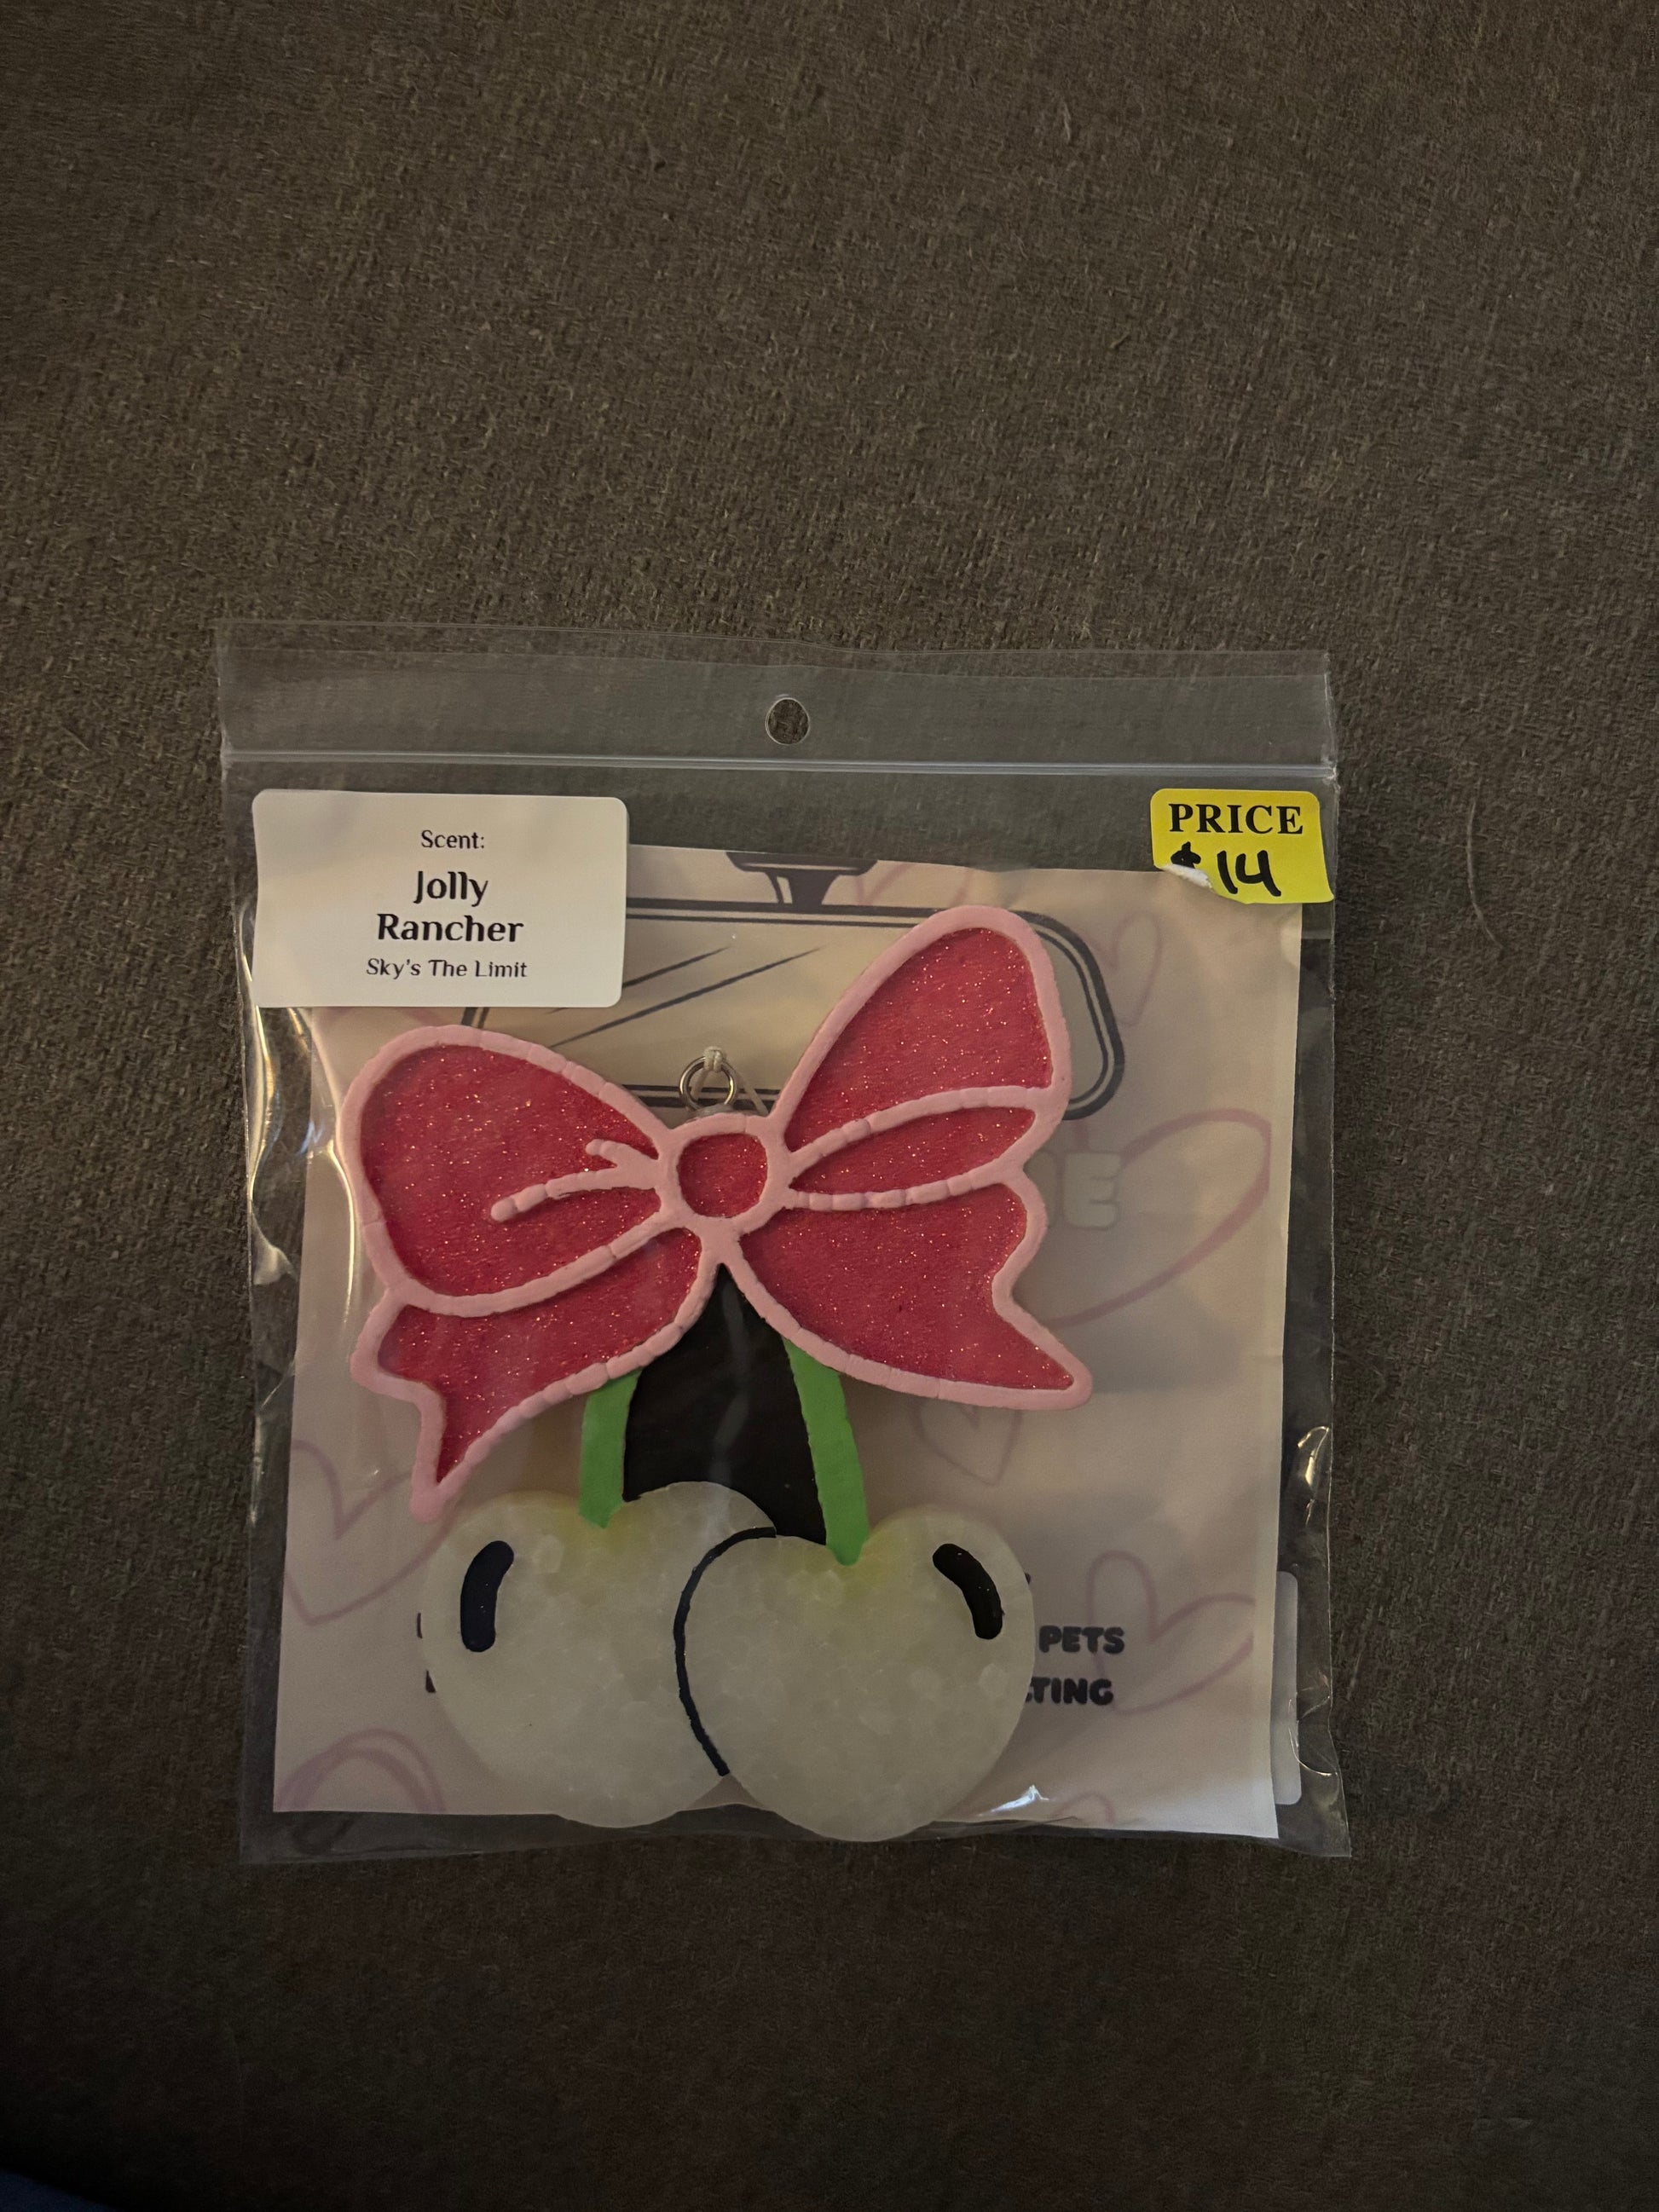 Scent:
Jolly
Rancher
Sky's The Limit
PRICE
$14
PETS